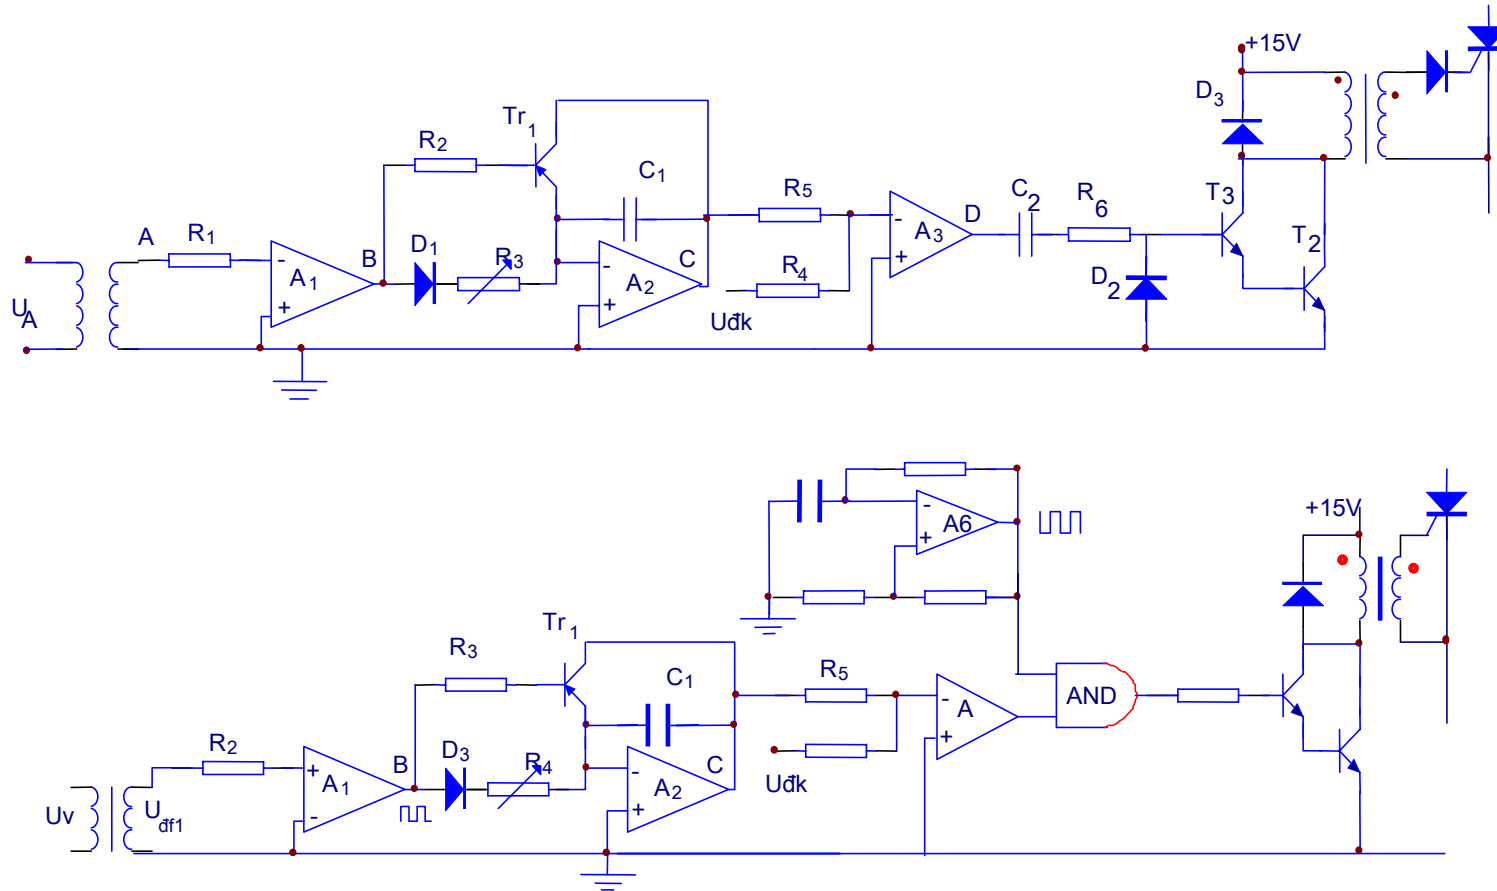 +15V
D3
Tr1
R2
C1
R5
C2
R6
T3
A
R1
D1
R3
B
A1
-
+
A2
-
+
C
A3
-
+
D
R4
D2
T2
UA
Uđk
A6
-
+
+15V
Tr1
R3
C1
R5
AND
R2
B
D3
R4
A1
+
-
A2
-
+
C
A
-
+
Uđk
Uv
Uđf1